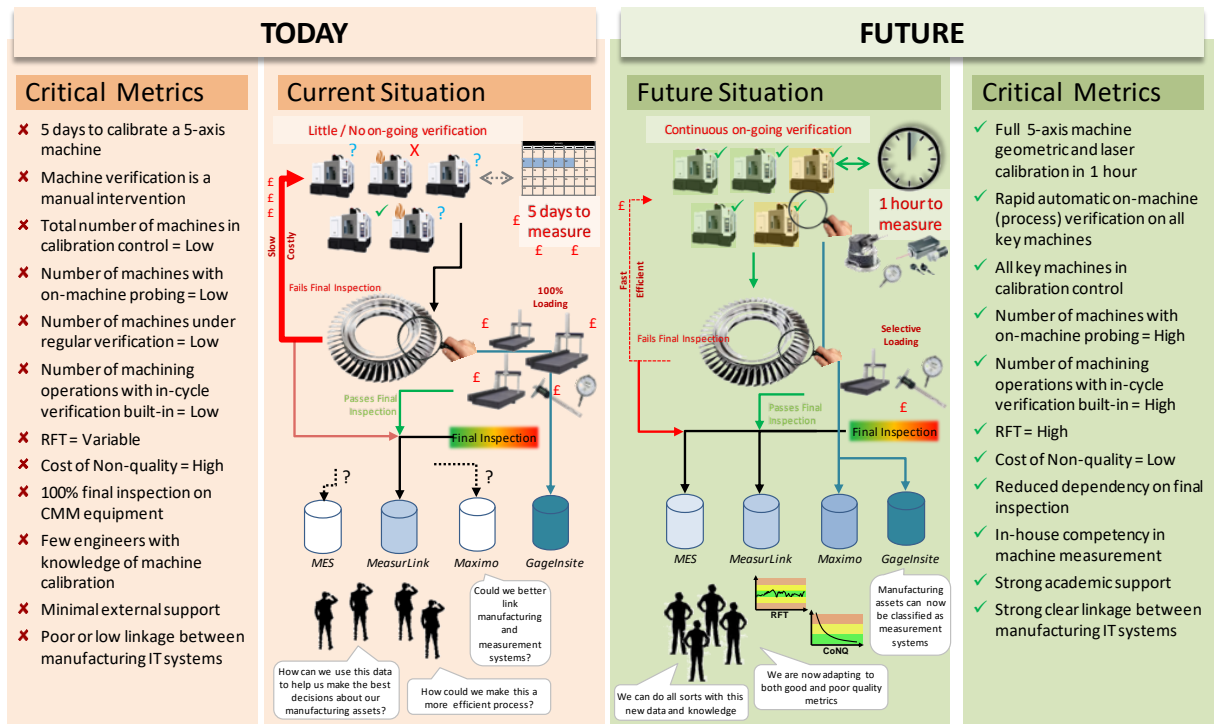 TODAY
Critical Metrics
✘ 5 days to calibrate a 5-axis
machine
✘ Machine verification is a
manual intervention
✘ Total number of machines in
calibration control = Low
✘ Number of machines with
on-machine probing = Low
✘ Number of machines under
regular verification = Low
✘ Number of machining
operations with in-cycle
verification built-in = Low
✘ RFT = Variable
✘ Cost of Non-quality = High
✘ 100% final inspection on
CMM equipment
✘ Few engineers with
knowledge of machine
calibration
✘ Minimal external support
✘ Poor or low linkage between
manufacturing IT systems
Current Situation
Little / No on-going verification
?
X
?
?
£
£
£
5 days to
measure
£
£
£
Slow
Costly
Fails Final Inspection
100%
Loading
£
£
£
£
Passes Final
Inspection
Final Inspection
?
?
MES
MeasurLink
Maximo
GageInsite
Could we better
link
manufacturing
and
measurement
systems?
How can we use this data
to help us make the best
decisions about our
manufacturing assets?
How could we make this a
more efficient process?
FUTURE
Future Situation
Continuous on-going verification
£
1 hour to
measure
Fast
Efficient
Fails Final Inspection
Selective
Loading
£
Passes Final
Inspection
Final Inspection
MES
MeasurLink
Maximo
GageInsite
RFT
CoNQ
Manufacturing
assets can now
be classified as
measurement
systems
We can do all sorts with this
new data and knowledge
We are now adapting to
both good and poor quality
metrics
Critical Metrics
✓ Full 5-axis machine
geometric and laser
calibration in 1 hour
✓ Rapid automatic on-machine
(process) verification on all
key machines
✓ All key machines in
calibration control
✓ Number of machines with
on-machine probing = High
✓ Number of machining
operations with in-cycle
verification built-in = High
✓ RFT = High
✓ Cost of Non-quality = Low
✓ Reduced dependency on final
inspection
✓ In-house competency in
machine measurement
✓ Strong academic support
✓ Strong clear linkage between
manufacturing IT systems